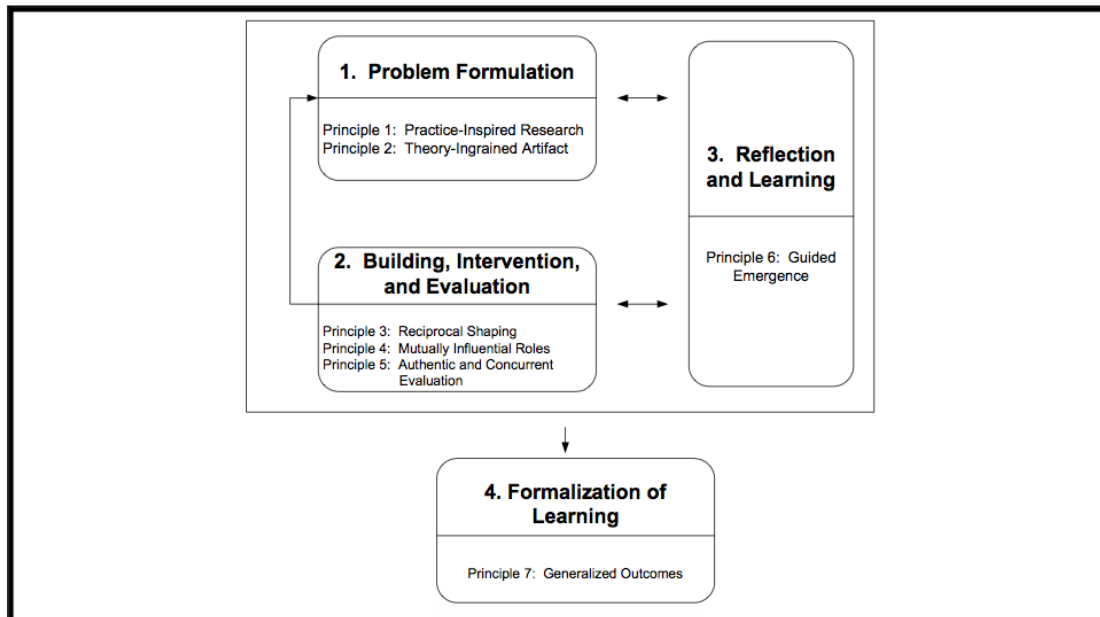 1. Problem Formulation
Principle 1: Practice-Inspired Research
Principle 2: Theory-Ingrained Artifact
2. Building, Intervention,
and Evaluation
Principle 3: Reciprocal Shaping
Principle 4: Mutually Influential Roles
Principle 5: Authentic and Concurrent
Evaluation
3. Reflection
and Learning
Principle 6: Guided
Emergence
4. Formalization of
Learning
Principle 7: Generalized Outcomes